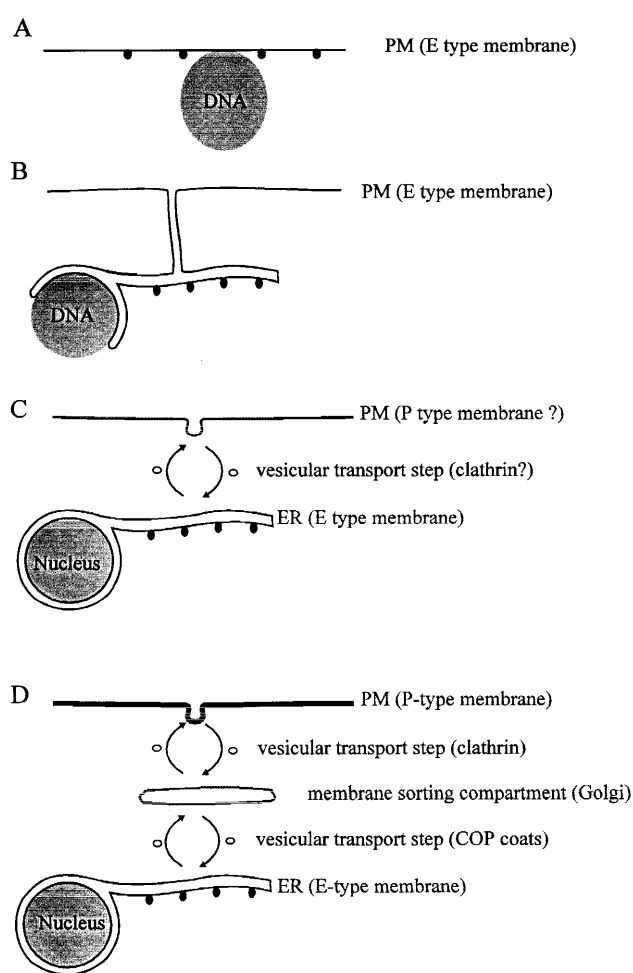 A
PM (E type membrane)
DNA
B
PM (E type membrane)
DNA
C
PM (P type membrane ?)
vesicular transport step (clathrin?)
ER (E type membrane)
Nucleus
D
PM (P-type membrane)
vesicular transport step (clathrin)
membrane sorting compartment (Golgi)
vesicular transport step (COP coats)
ER (E-type membrane)
Nucleus